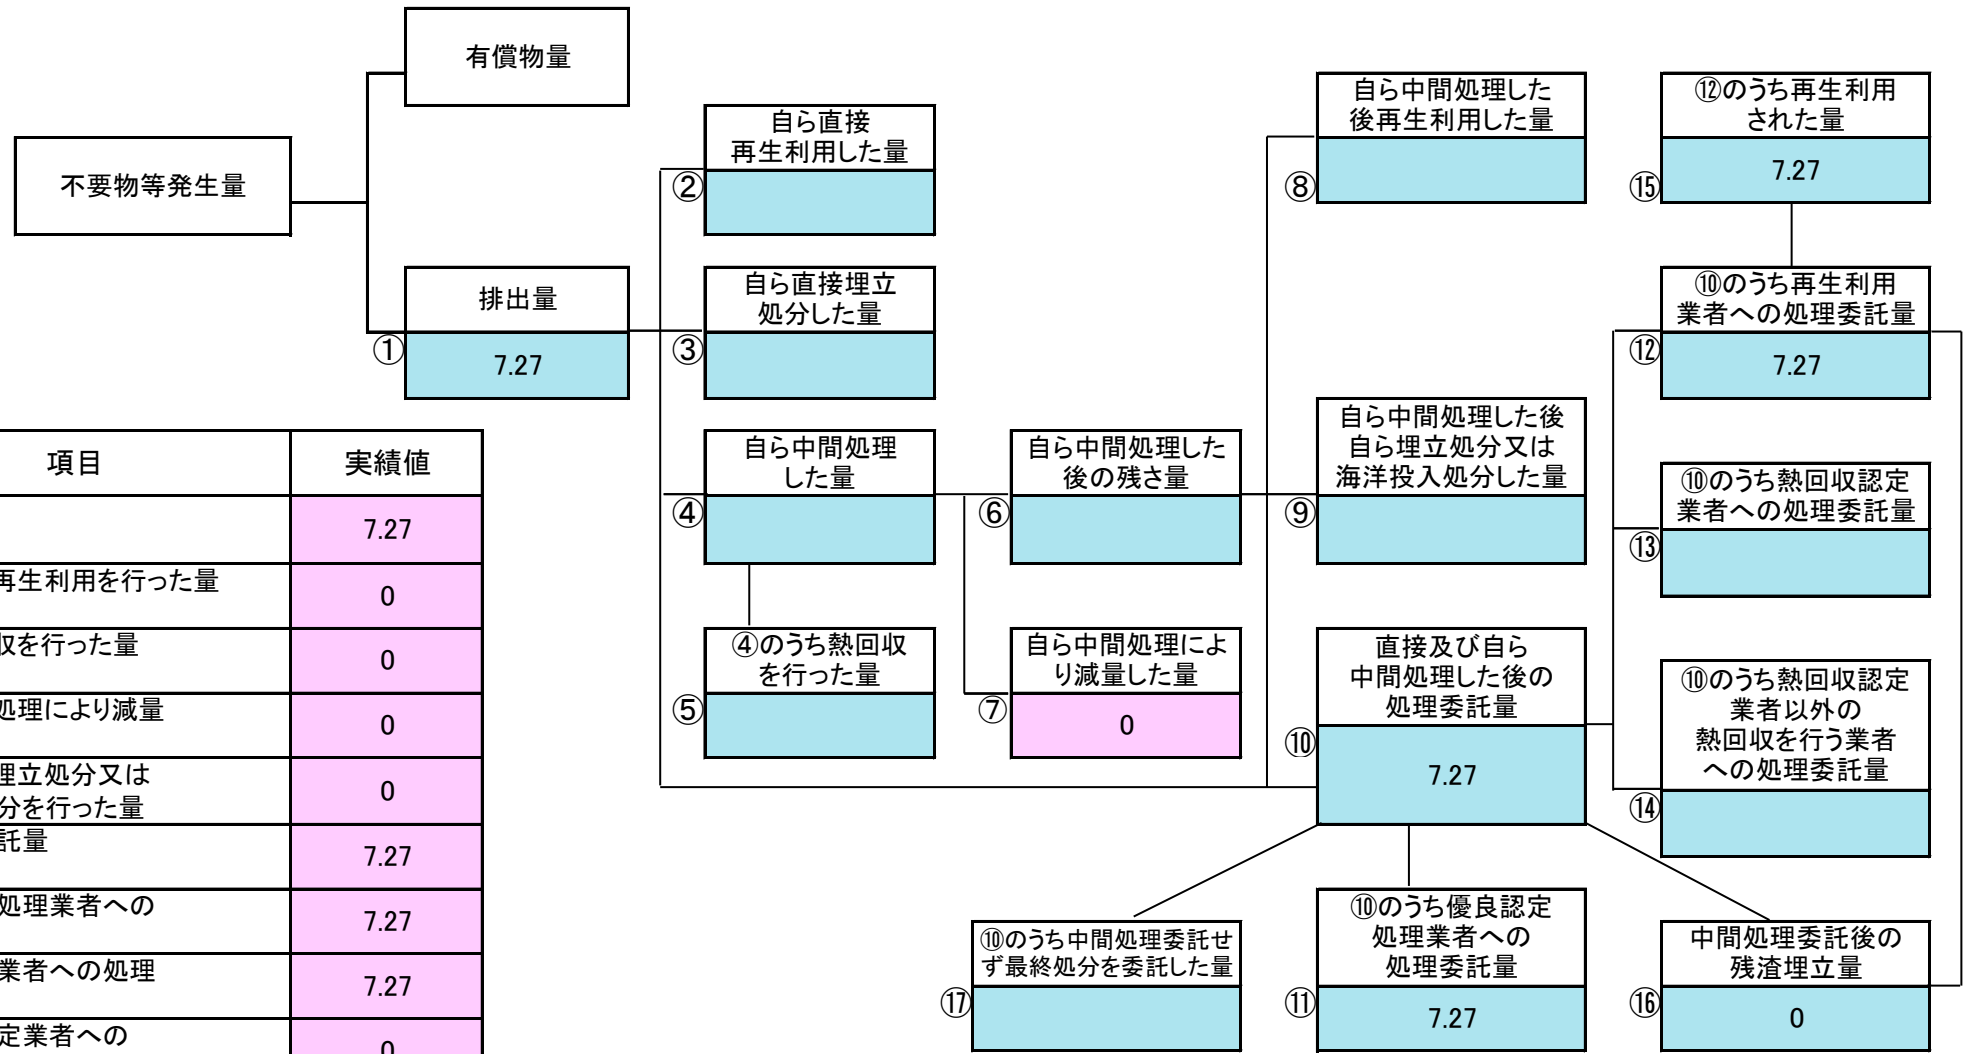 有償物量
不要物等発生量
排出量
①
7.27
自ら直接
再生利用した量
②
自ら直接埋立
処分した量
③
自ら中間処理
した量
④
④のうち熱回収
を行った量
⑤
自ら中間処理した
後の残さ量
⑥
自ら中間処理によ
り減量した量
⑦
0
自ら中間処理した
後再生利用した量
⑧
自ら中間処理した後
自ら埋立処分又は
海洋投入処分した量
⑨
直接及び自ら
中間処理した後の
処理委託量
⑩
7.27
⑩のうち優良認定
処理業者への
処理委託量
⑪
7.27
⑫のうち再生利用
された量
⑮
7.27
⑩のうち再生利用
業者への処理委託量
⑫
7.27
⑩のうち熱回収認定
業者への処理委託量
⑬
⑩のうち熱回収認定
業者以外の
熱回収を行う業者
への処理委託量
⑭
中間処理委託後の
残渣埋立量
⑯
0
⑩のうち中間処理委託せ
ず最終処分を委託した量
⑰
項目 実績値
7.27
再生利用を行った量 0
収を行った量 0
処理により減量 0
埋立処分又は
分を行った量 0
託量 7.27
処理業者への 7.27
業者への処理 7.27
定業者への 0